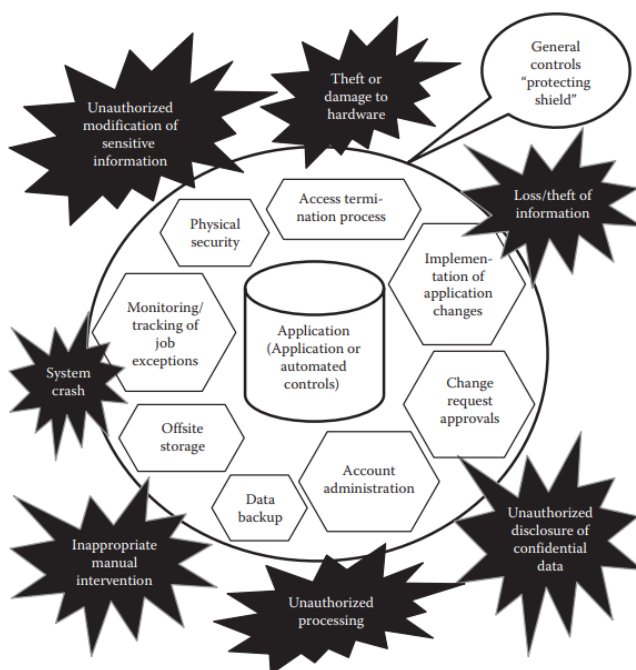 General
controls
"protecting
shield"
Theft or
damage to
hardware
Unauthorized
modification of
sensitive
information
Loss/theft of
information
Access termi-
nation process
Physical
security
Implemen-
tation of
application
changes
Monitoring/
tracking of
job
exceptions
Application
(Application or
automated
controls)
System
crash
Change
request
approvals
Offsite
storage
Account
administration
Data
backup
Unauthorized
disclosure of
confidential
data
Inappropriate
manual
intervention
Unauthorized
processing